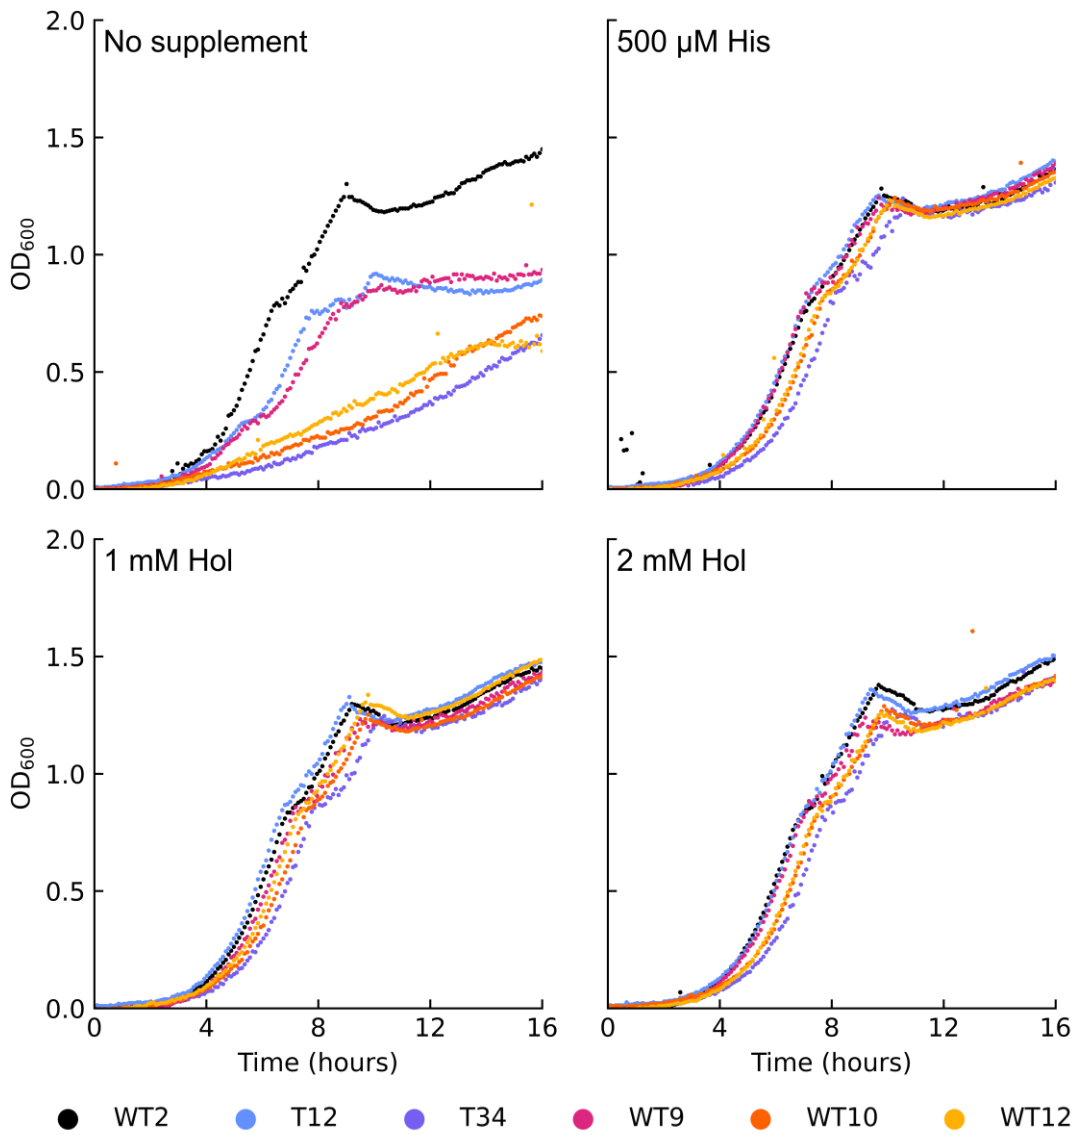 No supplement
500 µM His
2.0
1.5
1.0
0.5
0.0
OD600
1 mM Hol
2 mM Hol
2.0
1.5
1.0
0.5
0.0
OD600
0 4 8 12 16
0 4 8 12 16
Time (hours)
Time (hours)
WT2 T12 T34 WT9 WT10 WT12